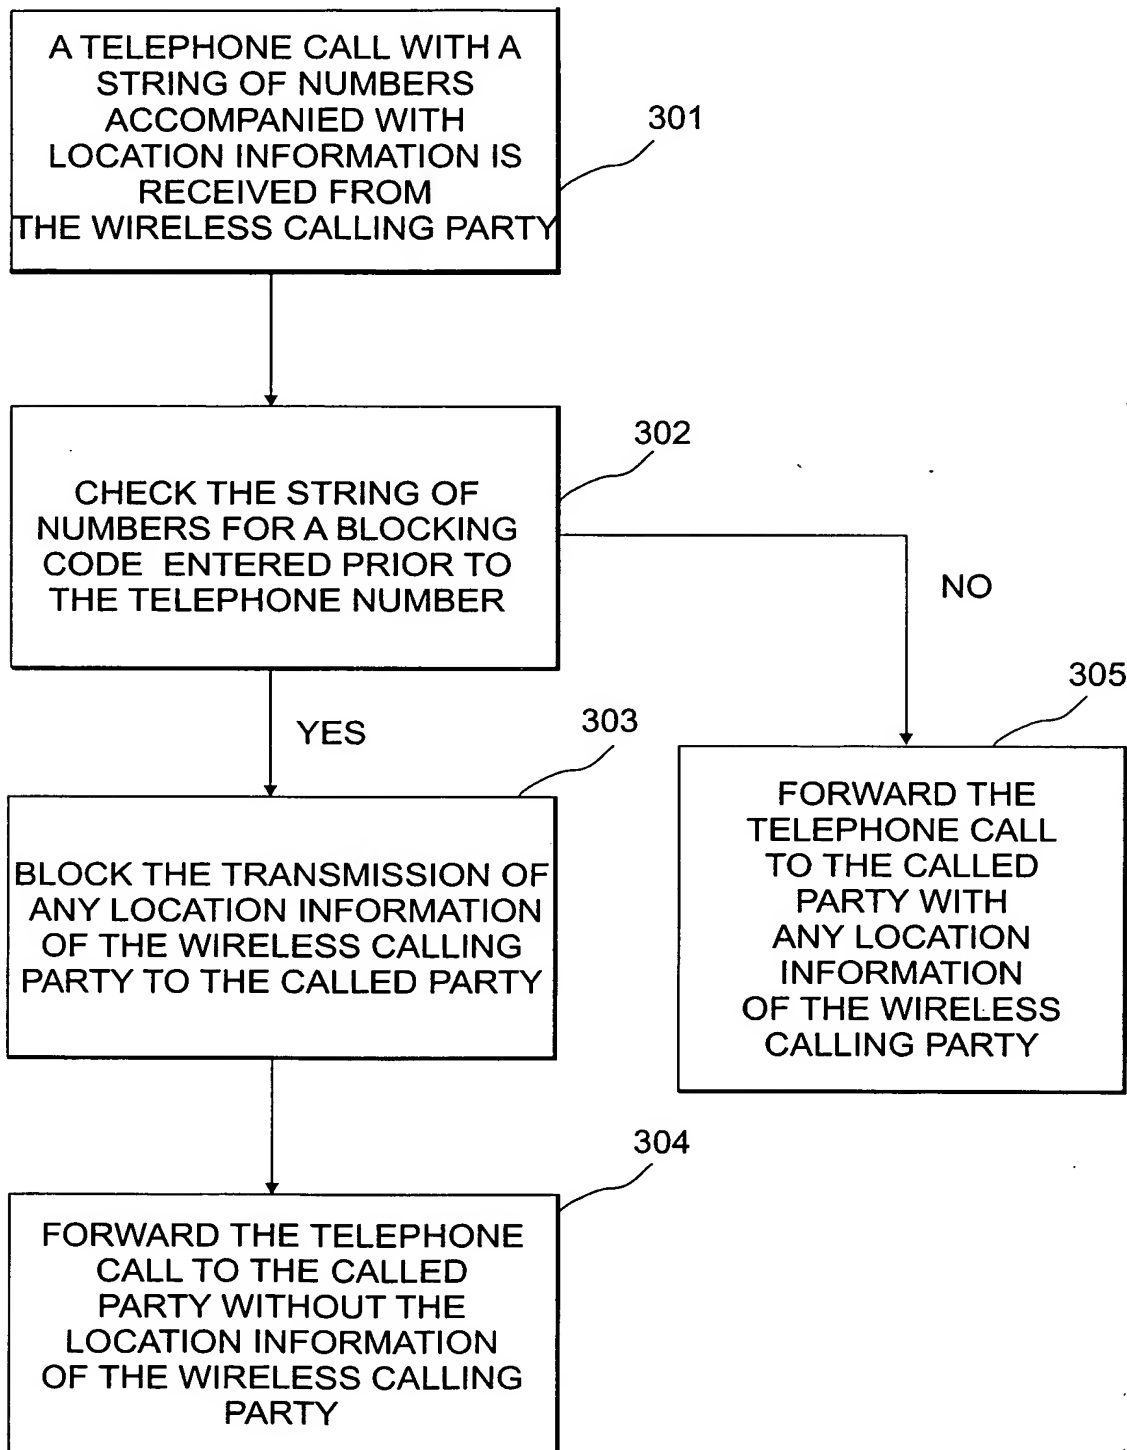 A TELEPHONE CALL WITH A
STRING OF NUMBERS
ACCOMPANIED WITH
LOCATION INFORMATION IS
RECEIVED FROM
THE WIRELESS CALLING PARTY
301
CHECK THE STRING OF
NUMBERS FOR A BLOCKING
CODE ENTERED PRIOR TO
THE TELEPHONE NUMBER
302
NO
YES
303
BLOCK THE TRANSMISSION OF
ANY LOCATION INFORMATION
OF THE WIRELESS CALLING
PARTY TO THE CALLED PARTY
305
FORWARD THE
TELEPHONE CALL
TO THE CALLED
PARTY WITH
ANY LOCATION
INFORMATION
OF THE WIRELESS
CALLING PARTY
304
FORWARD THE TELEPHONE
CALL TO THE CALLED
PARTY WITHOUT THE
LOCATION INFORMATION
OF THE WIRELESS CALLING
PARTY